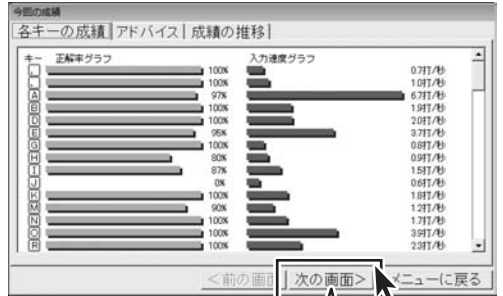 今回の成績
各キーの成績 アドバイス 成績の推移
キー 正解率グラフ 入力速度グラフ
, 100% 0.7打/秒
. 100% 1.0打/秒
A 97% 6.7打/秒
B 100% 1.9打/秒
D 100% 2.0打/秒
E 95% 3.7打/秒
G 100% 0.8打/秒
H 80% 0.9打/秒
I 87% 1.5打/秒
J 0% 0.6打/秒
K 100% 1.8打/秒
M 90% 1.2打/秒
N 100% 1.7打/秒
O 100% 3.9打/秒
R 100% 2.3打/秒
<前の画面 次の画面> メニューに戻る